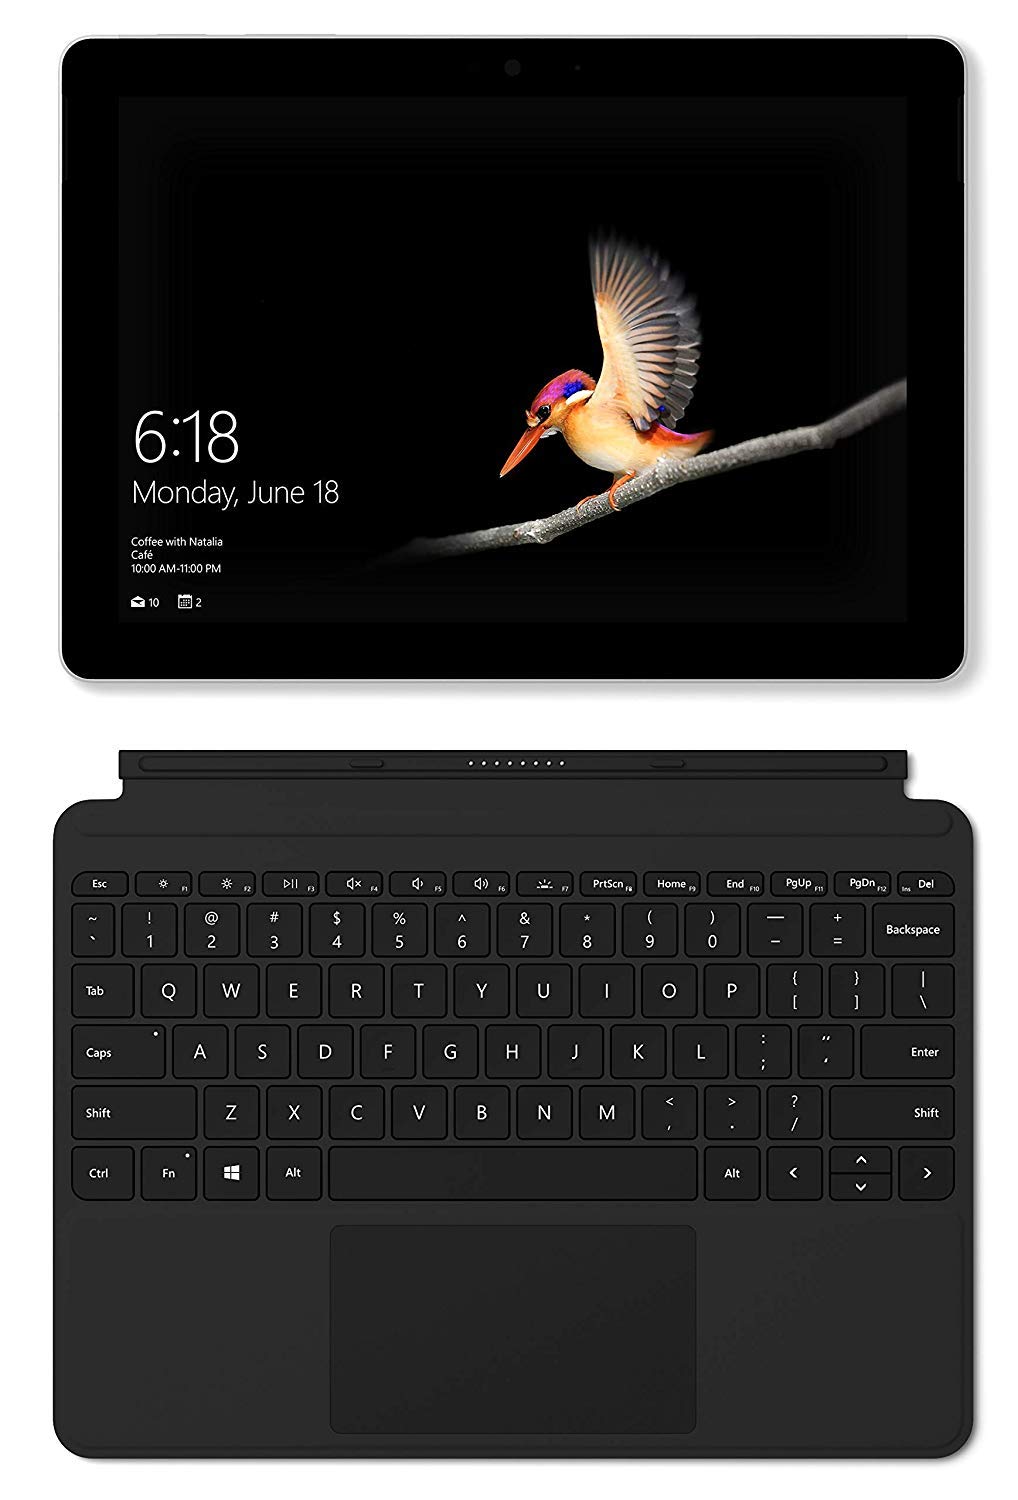 6:18
Monday, June 18
Coffee with Natalia
Café
10:00 AM-11:00 PM
10 2
Esc F1 F2 F3 F4 F5 F6 F7 PrtScn F8 Home F9 End F10 PgUp F11 PgDn F12 Ins Del
~ ! @ # $ % ^ & * ( ) — +
` 1 2 3 4 5 6 7 8 9 0 - = Backspace
Tab Q W E R T Y U I O P { [ } ] | \
Caps A S D F G H J K L : ; “ ‘ Enter
Shift Z X C V B N M < , > . ? / Shift
Ctrl Fn Alt Alt < ^ v >